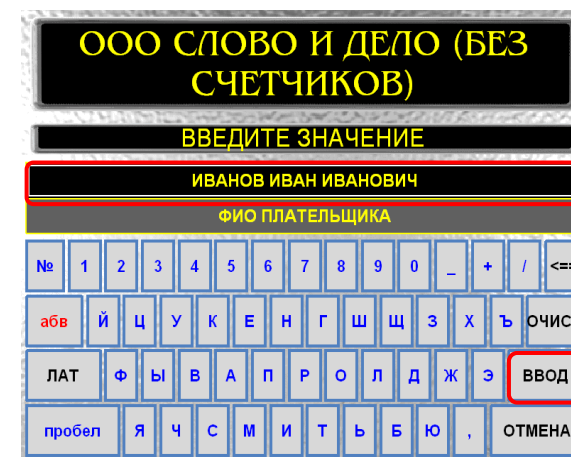 ООО СЛОВО И ДЕЛО (БЕЗ
СЧЕТЧИКОВ)
ВВЕДИТЕ ЗНАЧЕНИЕ
ИВАНОВ ИВАН ИВАНОВИЧ
ФИО ПЛАТЕЛЬЩИКА
№ 1 2 3 4 5 6 7 8 9 0 _ + / <==
абв Й Ц У К Е Н Г Ш Щ З Х Ъ ОЧИС
ЛАТ Ф Ы В А П Р О Л Д Ж Э ВВОД
пробел Я Ч С М И Т Ь Б Ю , ОТМЕНА